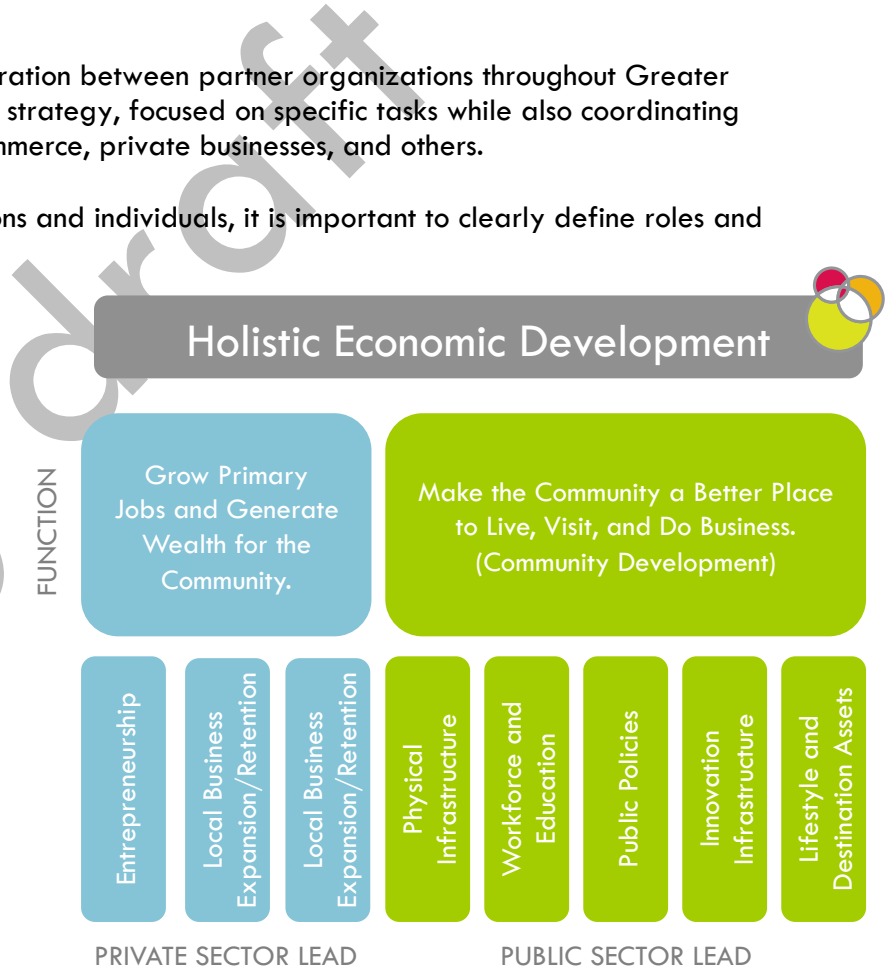 ration between partner organizations throughout Greater
strategy, focused on specific tasks while also coordinating
mmerce, private businesses, and others.
ons and individuals, it is important to clearly define roles and
draft
Holistic Economic Development
FUNCTION
Grow Primary
Jobs and Generate
Wealth for the
Community.
Make the Community a Better Place
to Live, Visit, and Do Business.
(Community Development)
Entrepreneurship
Local Business
Expansion/Retention
Local Business
Expansion/Retention
Physical
Infrastructure
Workforce and
Education
Public Policies
Innovation
Infrastructure
Lifestyle and
Destination Assets
PRIVATE SECTOR LEAD
PUBLIC SECTOR LEAD